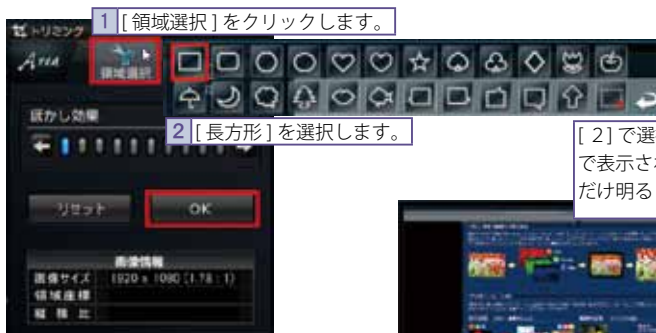 トリミング
1 [ 領域選択 ] をクリックします。
Area
領域選択
ぼかし効果
2 [ 長方形 ] を選択します。
[ 2] で選
で表示さ
だけ明る
リセット
OK
画像情報
画像サイズ 1920 x 1080 (1.78 : 1)
領域座標
縦 横 比